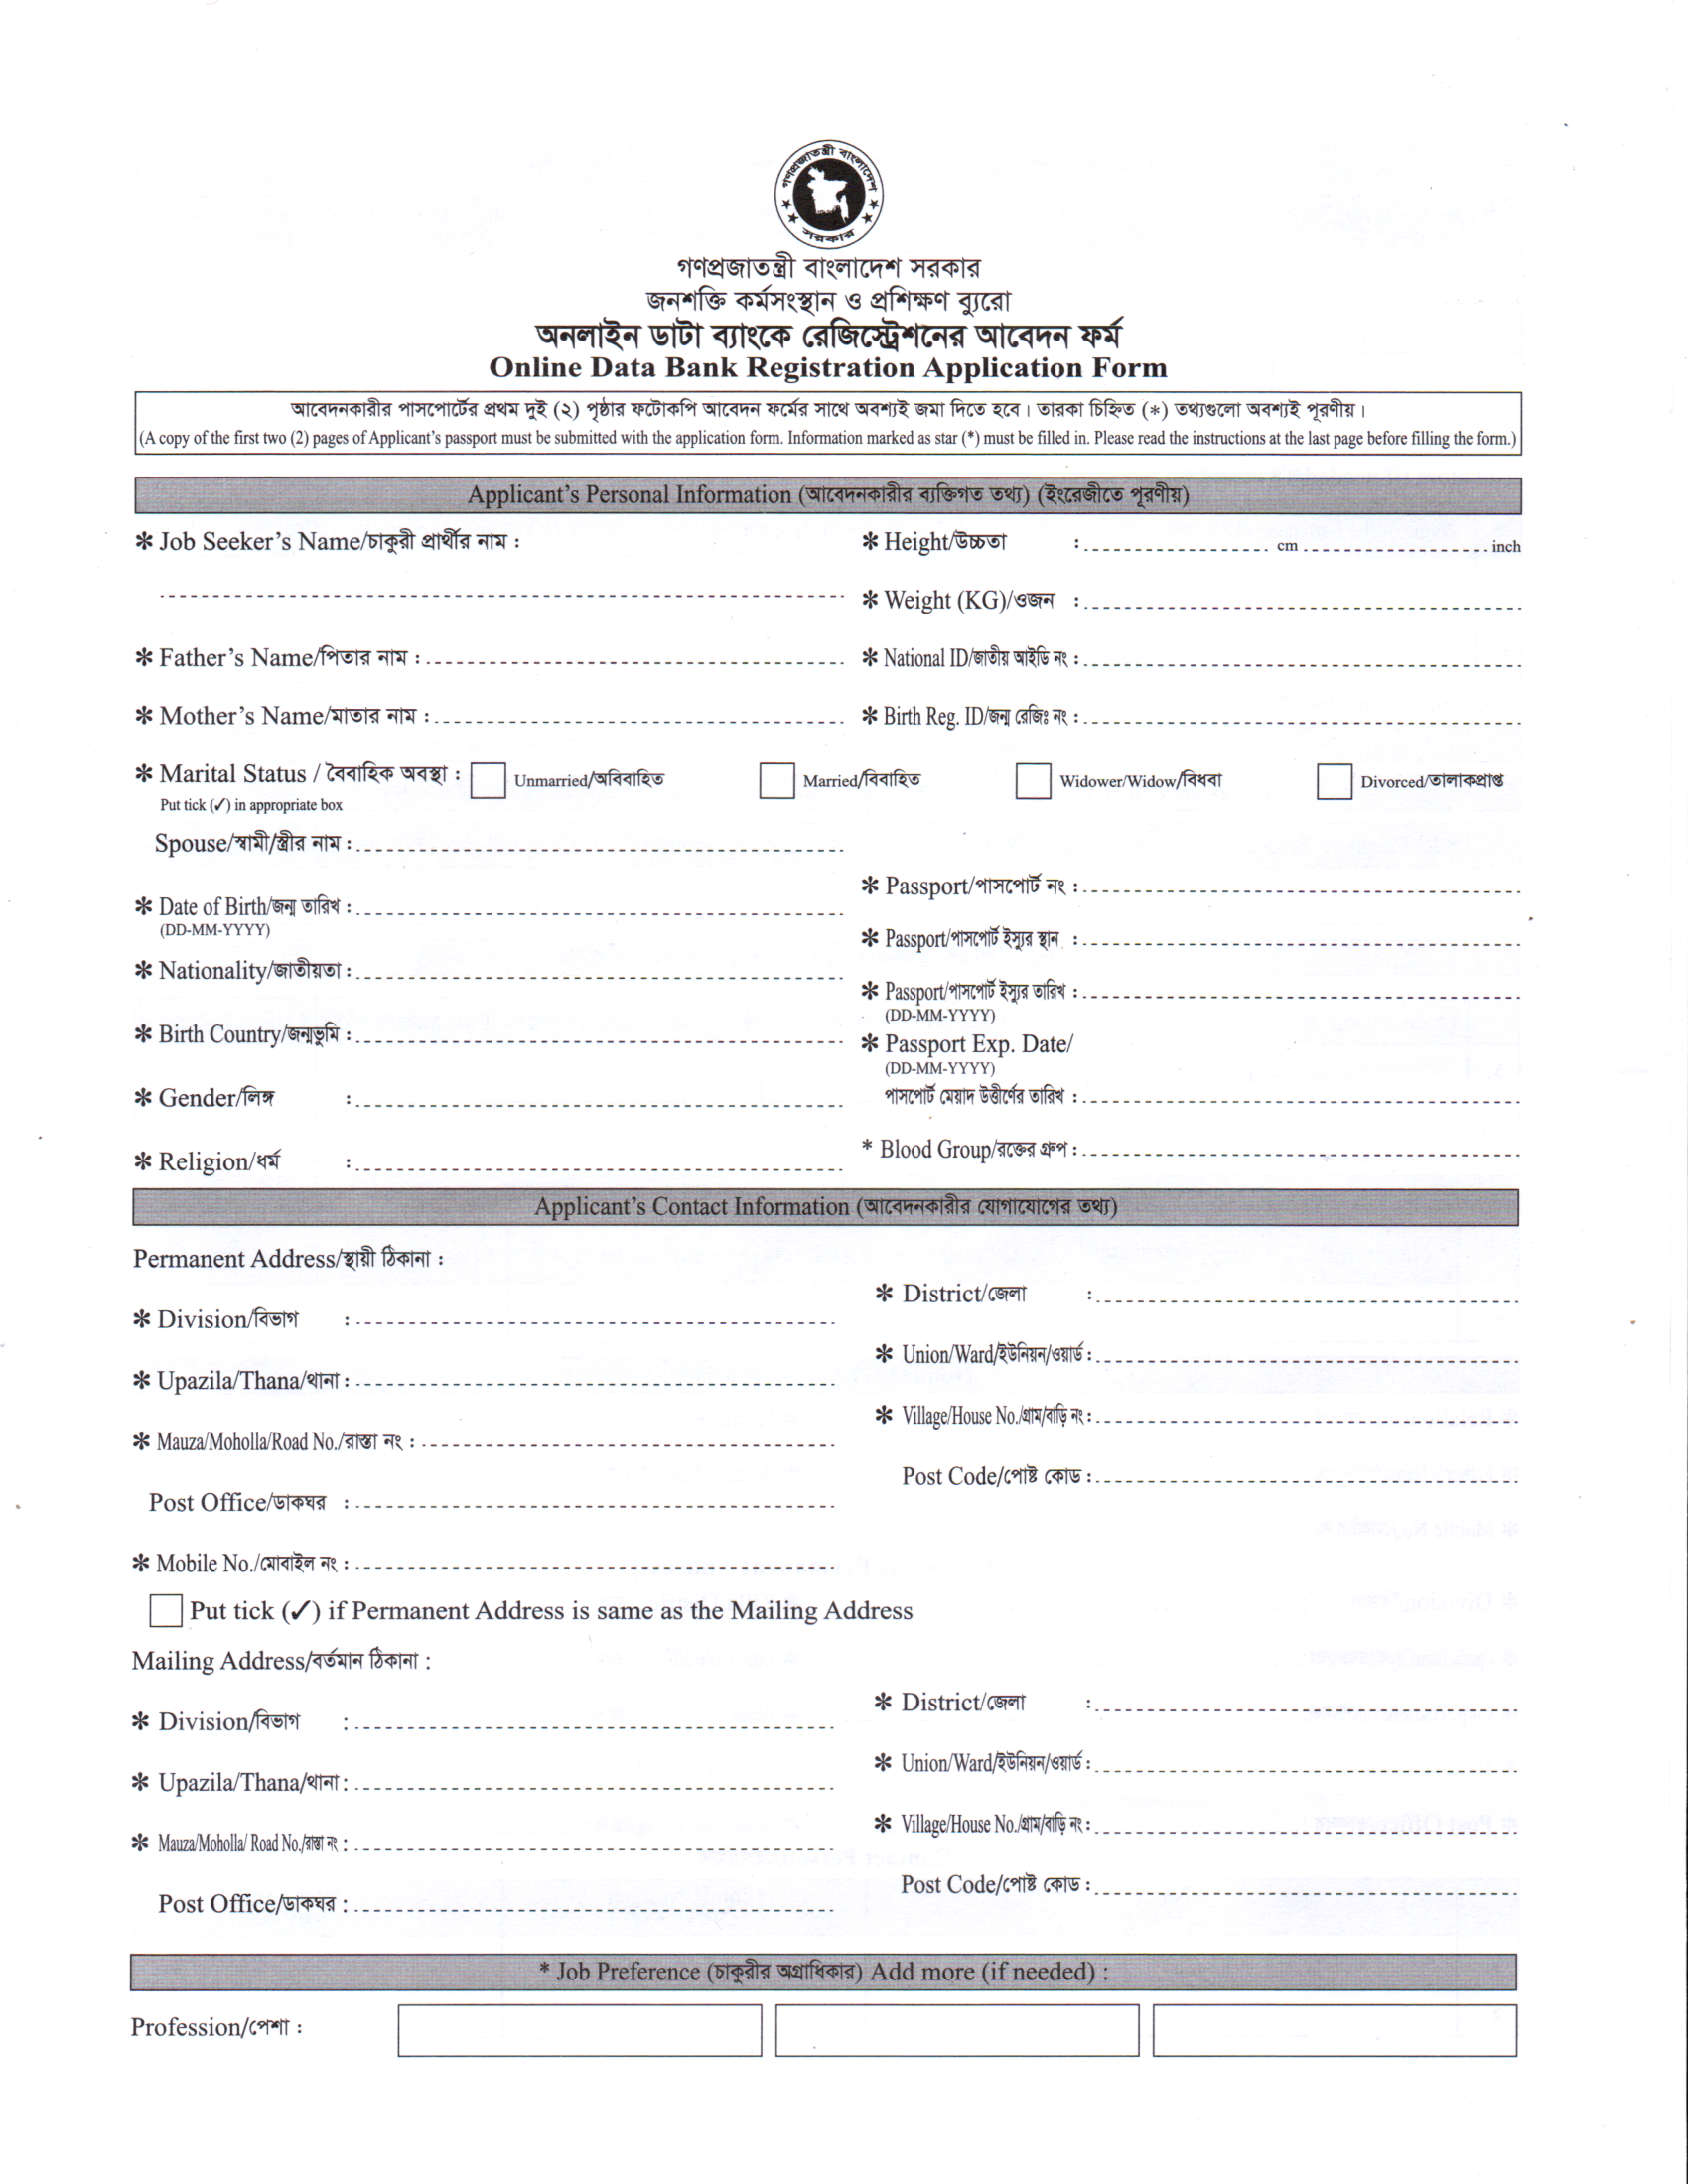 গণপ্রজাতন্ত্রী বাংলাদেশ
সরকার
গণপ্রজাতন্ত্রী বাংলাদেশ সরকার
জনশক্তি কর্মসংস্থান ও প্রশিক্ষণ ব্যুরো
অনলাইন ডাটা ব্যাংকে রেজিস্ট্রেশনের আবেদন ফর্ম
Online Data Bank Registration Application Form
আবেদনকারীর পাসপোর্টের প্রথম দুই (২) পৃষ্ঠার ফটোকপি আবেদন ফর্মের সাথে অবশ্যই জমা দিতে হবে। তারকা চিহ্নিত (*) তথ্যগুলো অবশ্যই পূরণীয়।
(A copy of the first two (2) pages of Applicant's passport must be submitted with the application form. Information marked as star (*) must be filled in. Please read the instructions at the last page before filling the form.)
Applicant's Personal Information (আবেদনকারীর ব্যক্তিগত তথ্য) (ইংরেজীতে পূরণীয়)
* Job Seeker's Name/চাকুরী প্রার্থীর নাম :
* Height/উচ্চতা : cm inch
* Weight (KG)/ওজন :
* Father's Name/পিতার নাম :
* National ID/জাতীয় আইডি নং :
* Mother's Name/মাতার নাম :
* Birth Reg. ID/জন্ম রেজিঃ নং :
* Marital Status / বৈবাহিক অবস্থা : Unmarried/অবিবাহিত Married/বিবাহিত Widower/Widow/বিধবা Divorced/তালাকপ্রাপ্ত
Put tick (✓) in appropriate box
Spouse/স্বামী/স্ত্রীর নাম :
* Passport/পাসপোর্ট নং :
* Date of Birth/জন্ম তারিখ :
(DD-MM-YYYY)
* Passport/পাসপোর্ট ইস্যুর স্থান :
* Nationality/জাতীয়তা :
* Passport/পাসপোর্ট ইস্যুর তারিখ :
(DD-MM-YYYY)
* Birth Country/জন্মভূমি :
* Passport Exp. Date/
(DD-MM-YYYY)
পাসপোর্ট মেয়াদ উত্তীর্ণের তারিখ :
* Gender/লিঙ্গ :
* Blood Group/রক্তের গ্রুপ :
* Religion/ধর্ম :
Applicant's Contact Information (আবেদনকারীর যোগাযোগের তথ্য)
Permanent Address/স্থায়ী ঠিকানা :
* District/জেলা :
* Division/বিভাগ :
* Union/Ward/ইউনিয়ন/ওয়ার্ড :
* Upazila/Thana/থানা :
* Village/House No./গ্রাম/বাড়ি নং :
* Mauza/Moholla/Road No./রাস্তা নং :
Post Code/পোষ্ট কোড :
Post Office/ডাকঘর :
* Mobile No./মোবাইল নং :
Put tick (✓) if Permanent Address is same as the Mailing Address
Mailing Address/বর্তমান ঠিকানা :
* District/জেলা :
* Division/বিভাগ :
* Union/Ward/ইউনিয়ন/ওয়ার্ড :
* Upazila/Thana/থানা :
* Village/House No./গ্রাম/বাড়ি নং :
* Mauza/Moholla/ Road No./রাস্তা নং :
Post Code/পোষ্ট কোড :
Post Office/ডাকঘর :
* Job Preference (চাকুরীর অগ্রাধিকার) Add more (if needed) :
Profession/পেশা :